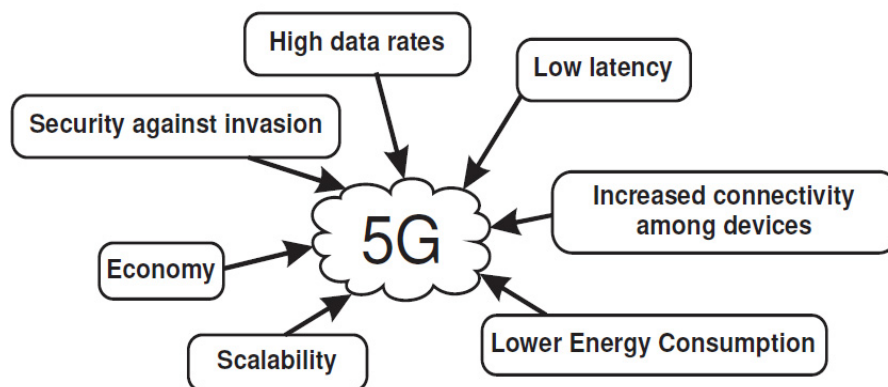 High data rates
Low latency
Security against invasion
Increased connectivity
among devices
5G
Economy
Lower Energy Consumption
Scalability